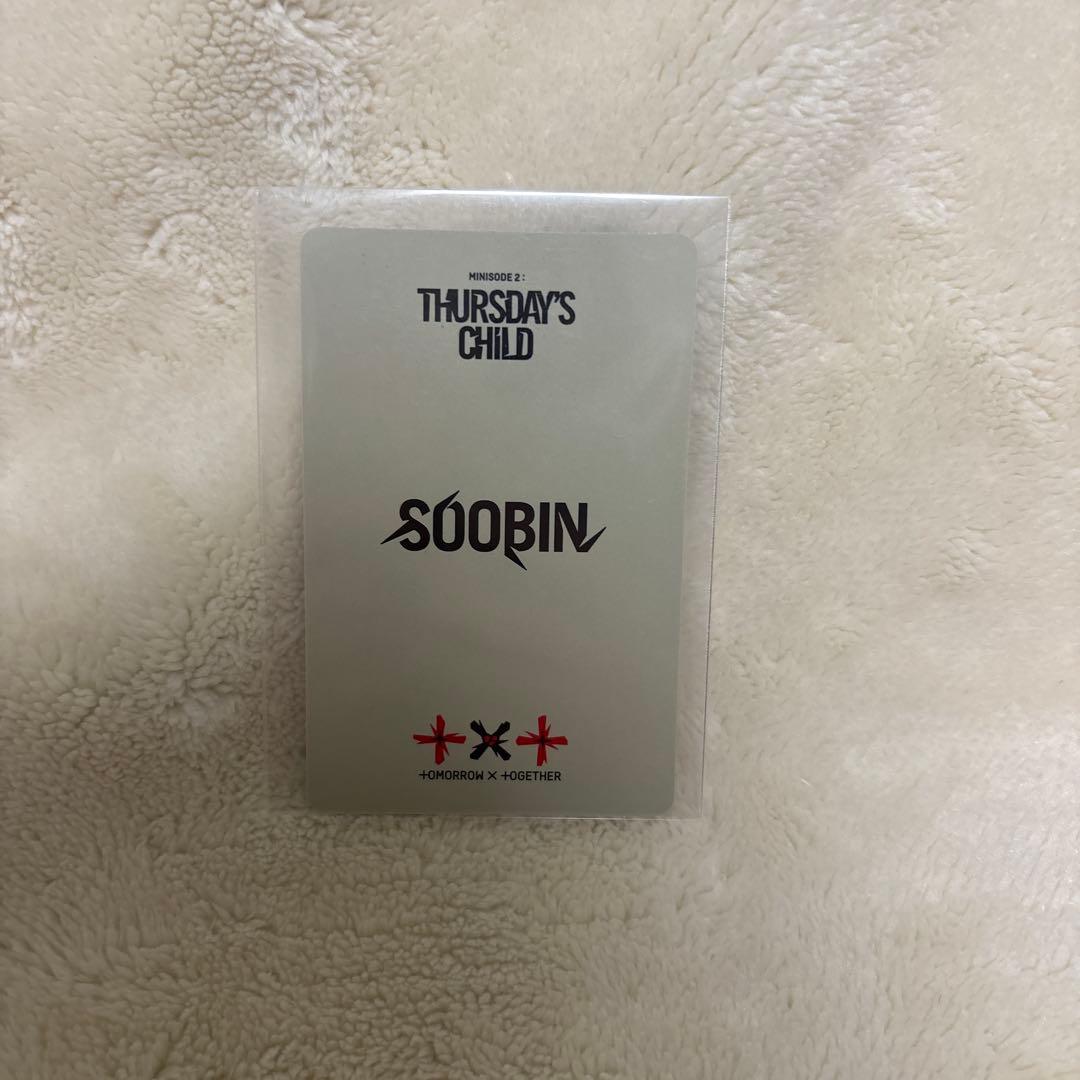 MINISODE 2:
THURSDAY'S
CHILD
SOOBIN
TOMORROW X TOGETHER